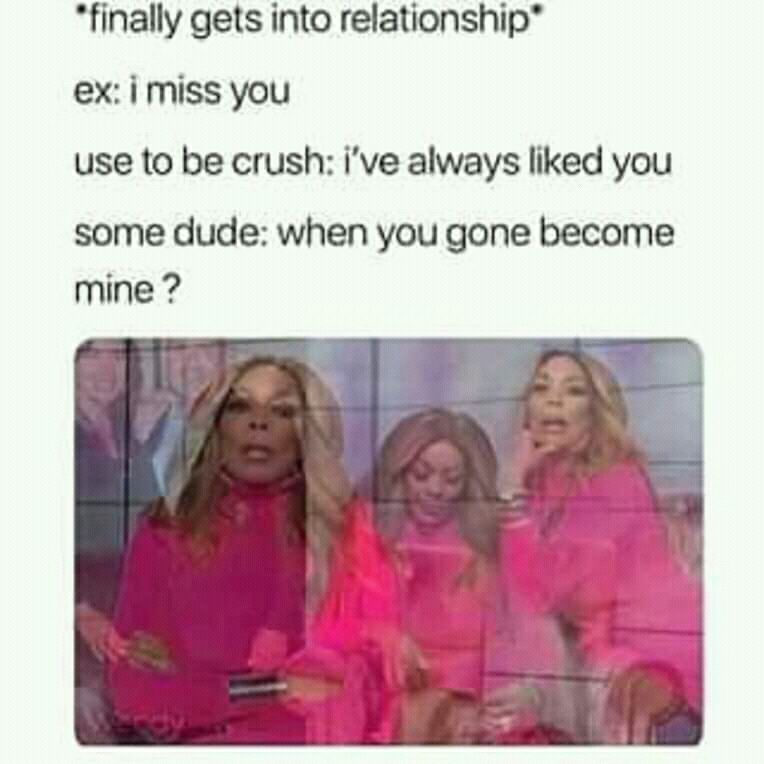 *finally gets into relationship*
ex: i miss you
use to be crush: i've always liked you
some dude: when you gone become
mine ?